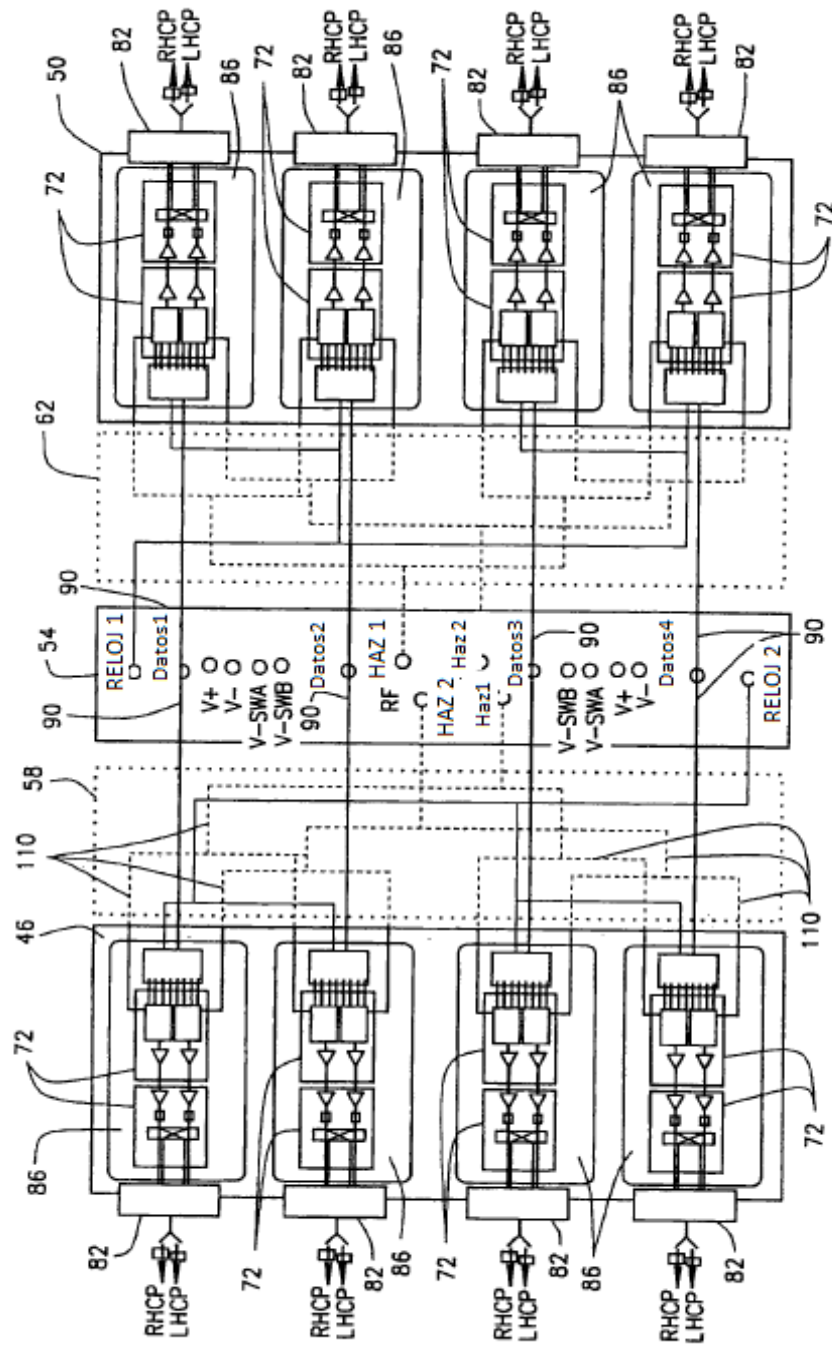 86
72
46
110
58
90
54
90
62
72
50
82
RHCP
LHCP
86
RELOJ 1
Datos1
V+
V-
V-SWA
V-SWB
82
RHCP
LHCP
72
72
82
RHCP
LHCP
86
Datos2
90
RF
HAZ 1
82
RHCP
LHCP
72
86
HAZ 2
Haz1
Haz 2
Datos3
90
72
82
RHCP
LHCP
86
82
RHCP
LHCP
72
86
V-SWB
V-SWA
V+
V-
Datos4
82
RHCP
LHCP
82
RHCP
LHCP
72
110
RELOJ 2
90
72